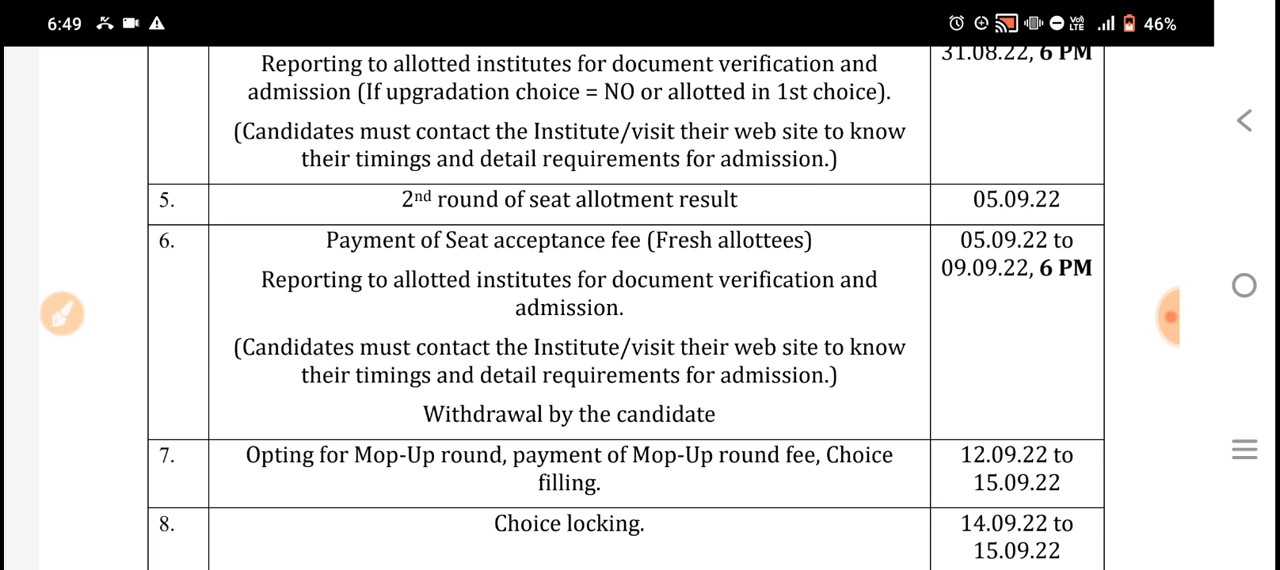 6:49
VoD LTE 46%
31.08.22, 6 PM
Reporting to allotted institutes for document verification and
admission (If upgradation choice = NO or allotted in 1st choice).
(Candidates must contact the Institute/visit their web site to know
their timings and detail requirements for admission.)
5. 2nd round of seat allotment result 05.09.22
6. Payment of Seat acceptance fee (Fresh allottees) 05.09.22 to
09.09.22, 6 PM
Reporting to allotted institutes for document verification and
admission.
(Candidates must contact the Institute/visit their web site to know
their timings and detail requirements for admission.)
Withdrawal by the candidate
7. Opting for Mop-Up round, payment of Mop-Up round fee, Choice 12.09.22 to
filling. 15.09.22
8. Choice locking. 14.09.22 to
15.09.22